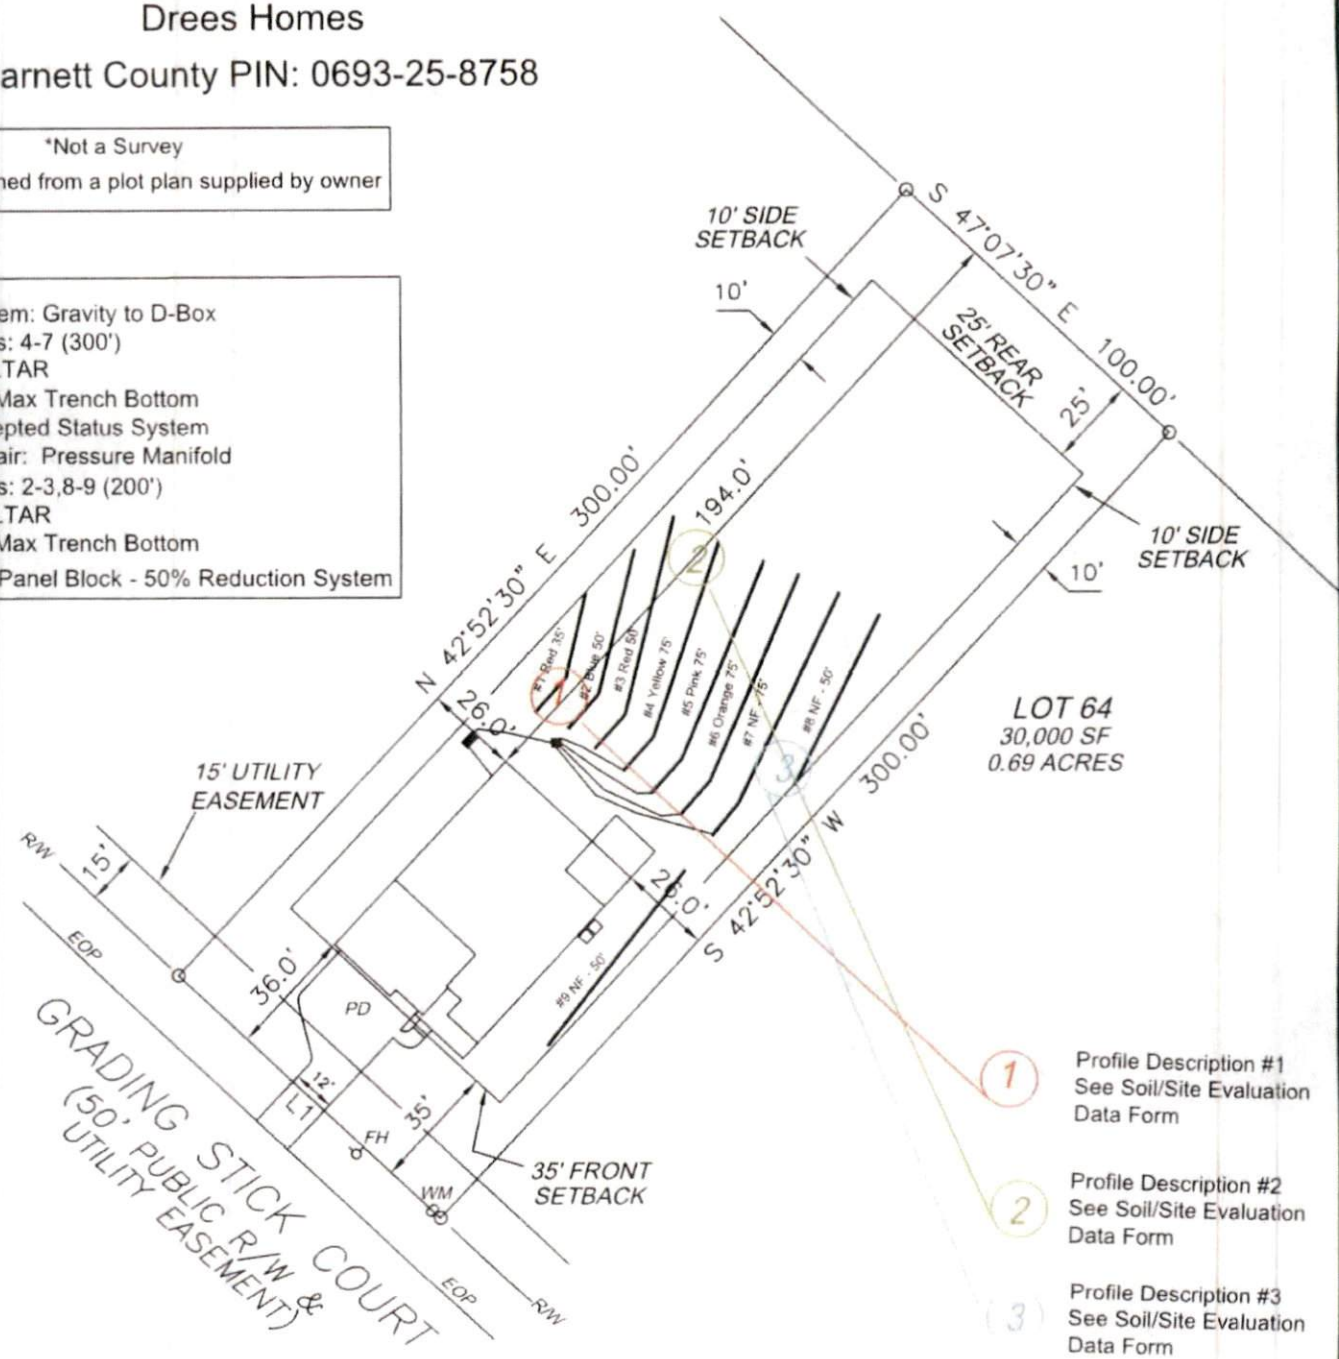 Drees Homes
arnett County PIN: 0693-25-8758
*Not a Survey
ned from a plot plan supplied by owner
em: Gravity to D-Box
s: 4-7 (300')
TAR
Max Trench Bottom
epted Status System
air: Pressure Manifold
s: 2-3,8-9 (200')
TAR
Max Trench Bottom
Panel Block - 50% Reduction System
10' SIDE
SETBACK
10'
S 47°07'30" E 100.00'
25' REAR
SETBACK
25'
10' SIDE
SETBACK
10'
N 42°52'30" E 300.00'
194.0'
2
#1 Red 35'
#2 Blue 50'
#3 Red 50'
#4 Yellow 75'
#5 Pink 75'
#6 Orange 75'
#7 NF - 75'
#8 NF - 50'
1
3
26.0'
LOT 64
30,000 SF
0.69 ACRES
S 42°52'30" W 300.00'
15' UTILITY
EASEMENT
R/W
15'
EOP
26.0'
#9 NF - 50'
36.0'
PD
12'
L1
FH
35'
WM
35' FRONT
SETBACK
GRADING STICK COURT
(50' PUBLIC R/W &
UTILITY EASEMENT)
EOP
R/W
1
Profile Description #1
See Soil/Site Evaluation
Data Form
2
Profile Description #2
See Soil/Site Evaluation
Data Form
3
Profile Description #3
See Soil/Site Evaluation
Data Form